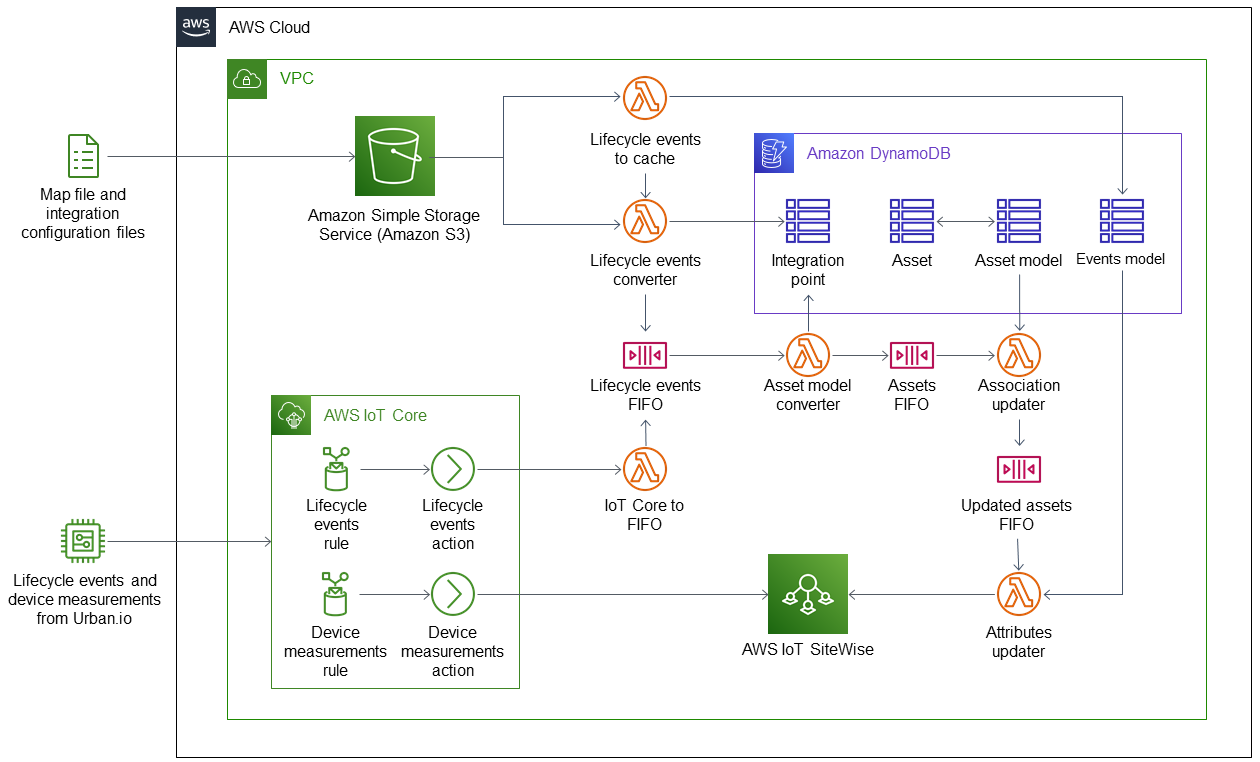 aws
AWS Cloud
VPC
Map file and
integration
configuration files
Amazon Simple Storage
Service (Amazon S3)
Lifecycle events
to cache
Lifecycle events
converter
Amazon DynamoDB
Integration
point
Asset
Asset model
Events model
Lifecycle events
FIFO
Asset model
converter
Assets
FIFO
Association
updater
AWS IoT Core
Lifecycle
events
rule
Lifecycle
events
action
IoT Core to
FIFO
Updated assets
FIFO
Lifecycle events and
device measurements
from Urban.io
Device
measurements
rule
Device
measurements
action
AWS IoT SiteWise
Attributes
updater